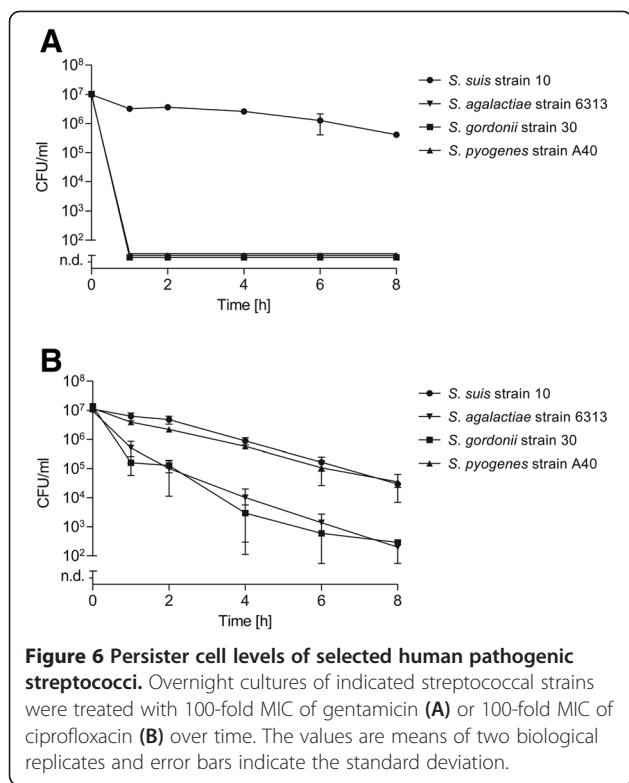 A
10⁸
10⁷
10⁶
10⁵
10⁴
10³
10²
n.d.
CFU/ml
0 2 4 6 8
Time [h]
S. suis strain 10
S. agalactiae strain 6313
S. gordonii strain 30
S. pyogenes strain A40
B
10⁸
10⁷
10⁶
10⁵
10⁴
10³
10²
n.d.
CFU/ml
0 2 4 6 8
Time [h]
S. suis strain 10
S. agalactiae strain 6313
S. gordonii strain 30
S. pyogenes strain A40
Figure 6 Persister cell levels of selected human pathogenic
streptococci. Overnight cultures of indicated streptococcal strains
were treated with 100-fold MIC of gentamicin (A) or 100-fold MIC of
ciprofloxacin (B) over time. The values are means of two biological
replicates and error bars indicate the standard deviation.